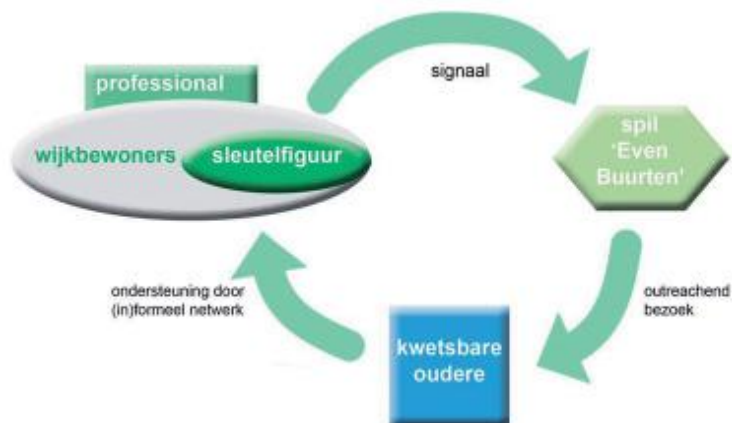 professional
wijkbewoners
sleutelfiguur
signaal
spil
'Even
Buurten'
outreachend
bezoek
kwetsbare
oudere
ondersteuning door
(in)formeel netwerk